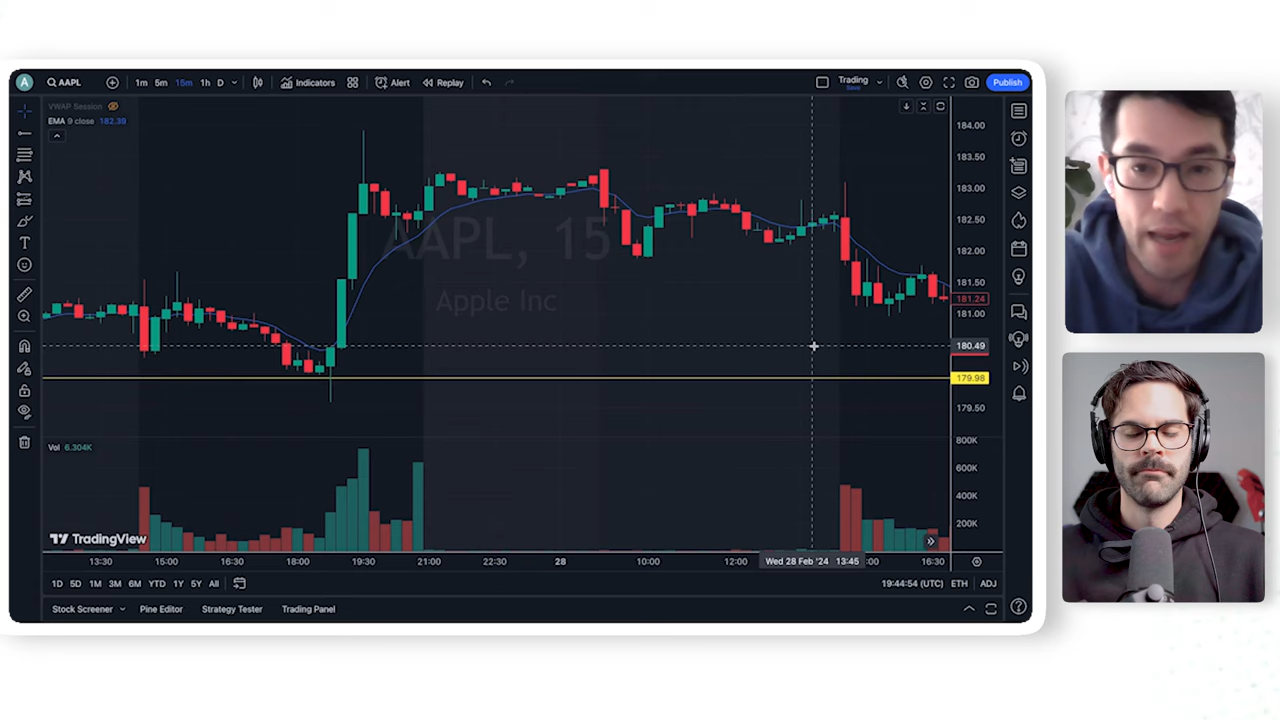 A AAPL 1m 5m 15m 1h D Indicators Alert Replay Trading Save Publish
VWAP Session
EMA 9 close 182.39
184.00
183.50
183.00
182.50
182.00
181.50
181.24
181.00
180.49
179.98
179.50
AAPL, 15
Apple Inc
Vol 6.304K
800K
600K
400K
200K
TradingView
13:30 15:00 16:30 18:00 19:30 21:00 22:30 28 10:00 12:00 Wed 28 Feb '24 13:45 :00 16:30
1D 5D 1M 3M 6M YTD 1Y 5Y All 19:44:54 (UTC) ETH ADJ
Stock Screener Pine Editor Strategy Tester Trading Panel